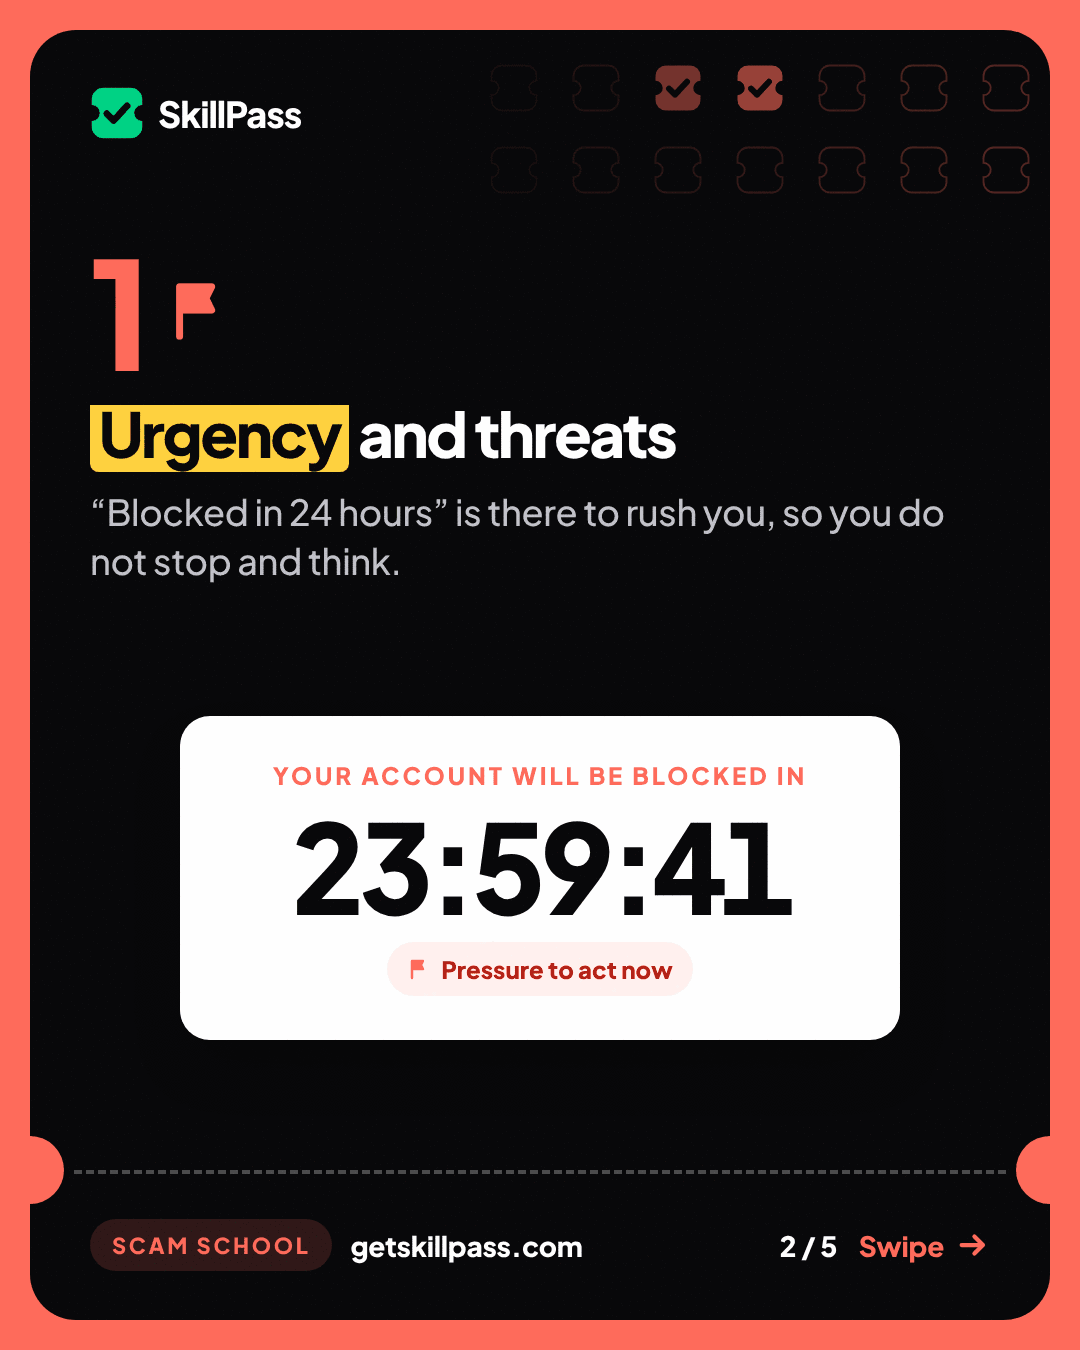 SkillPass
1
Urgency and threats
“Blocked in 24 hours” is there to rush you, so you do
not stop and think.
YOUR ACCOUNT WILL BE BLOCKED IN
23:59:41
Pressure to act now
SCAM SCHOOL getskillpass.com 2 / 5 Swipe →